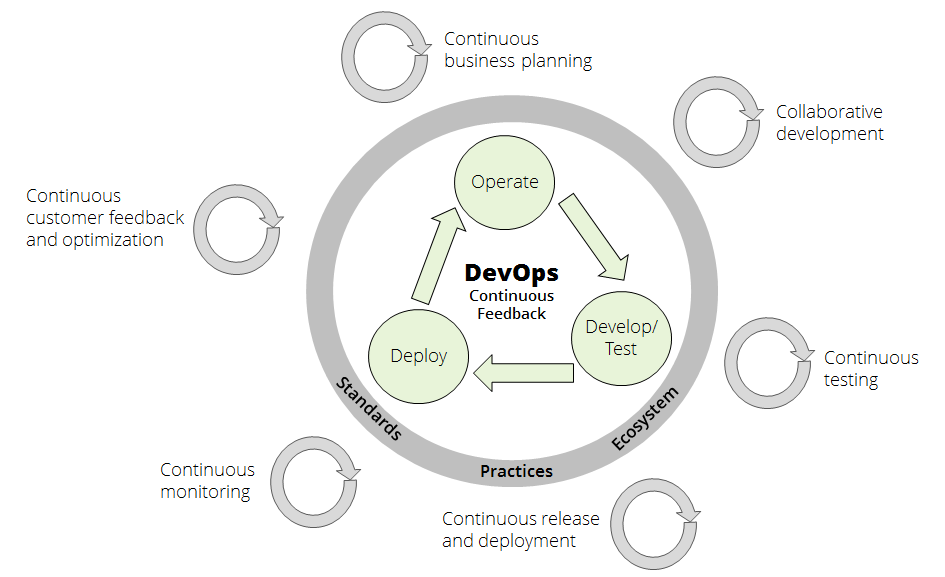 Continuous
business planning
Collaborative
development
Continuous
customer feedback
and optimization
Operate
DevOps
Continuous
Feedback
Develop/
Test
Deploy
Continuous
testing
Standards
Practices
Ecosystem
Continuous
monitoring
Continuous release
and deployment